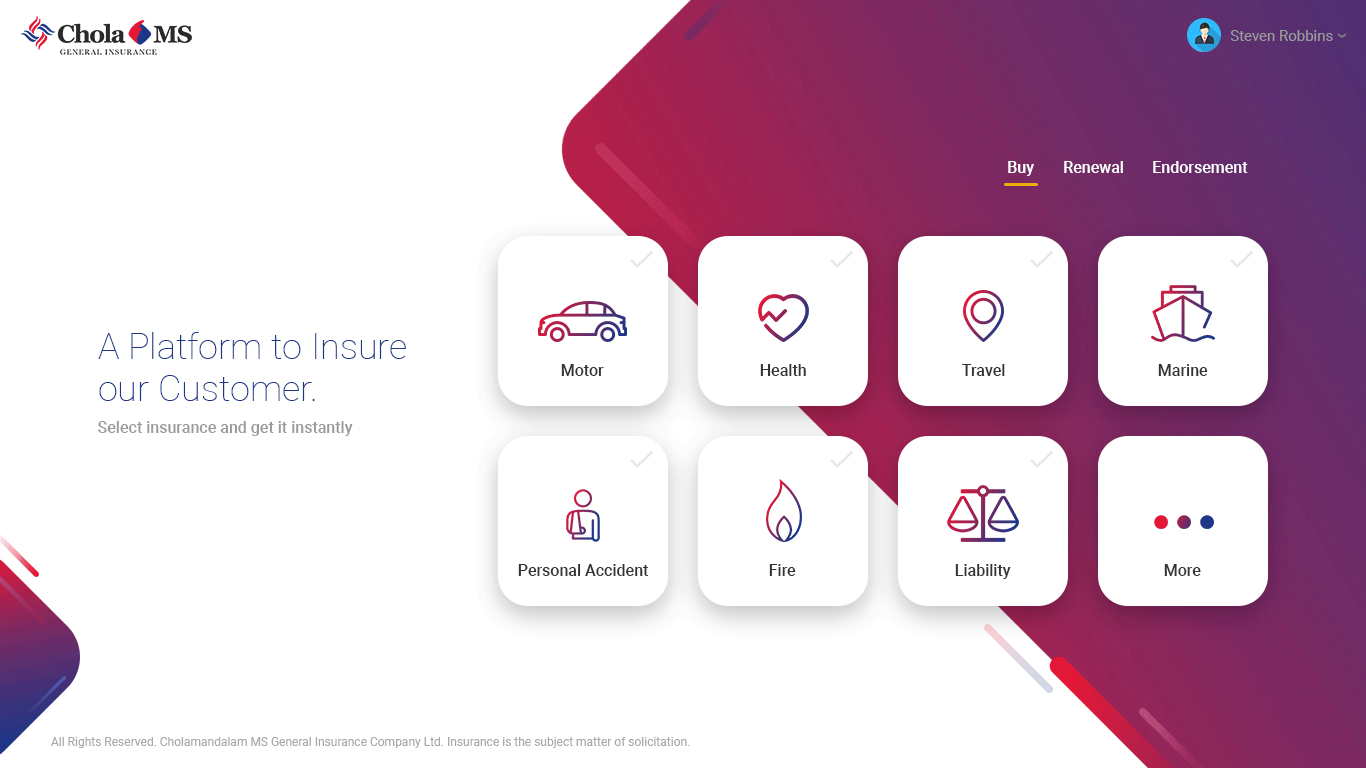 Chola MS
GENERAL INSURANCE
Steven Robbins
Buy Renewal Endorsement
A Platform to Insure
our Customer.
Select insurance and get it instantly
Motor Health Travel Marine
Personal Accident Fire Liability More
All Rights Reserved. Cholamandalam MS General Insurance Company Ltd. Insurance is the subject matter of solicitation.